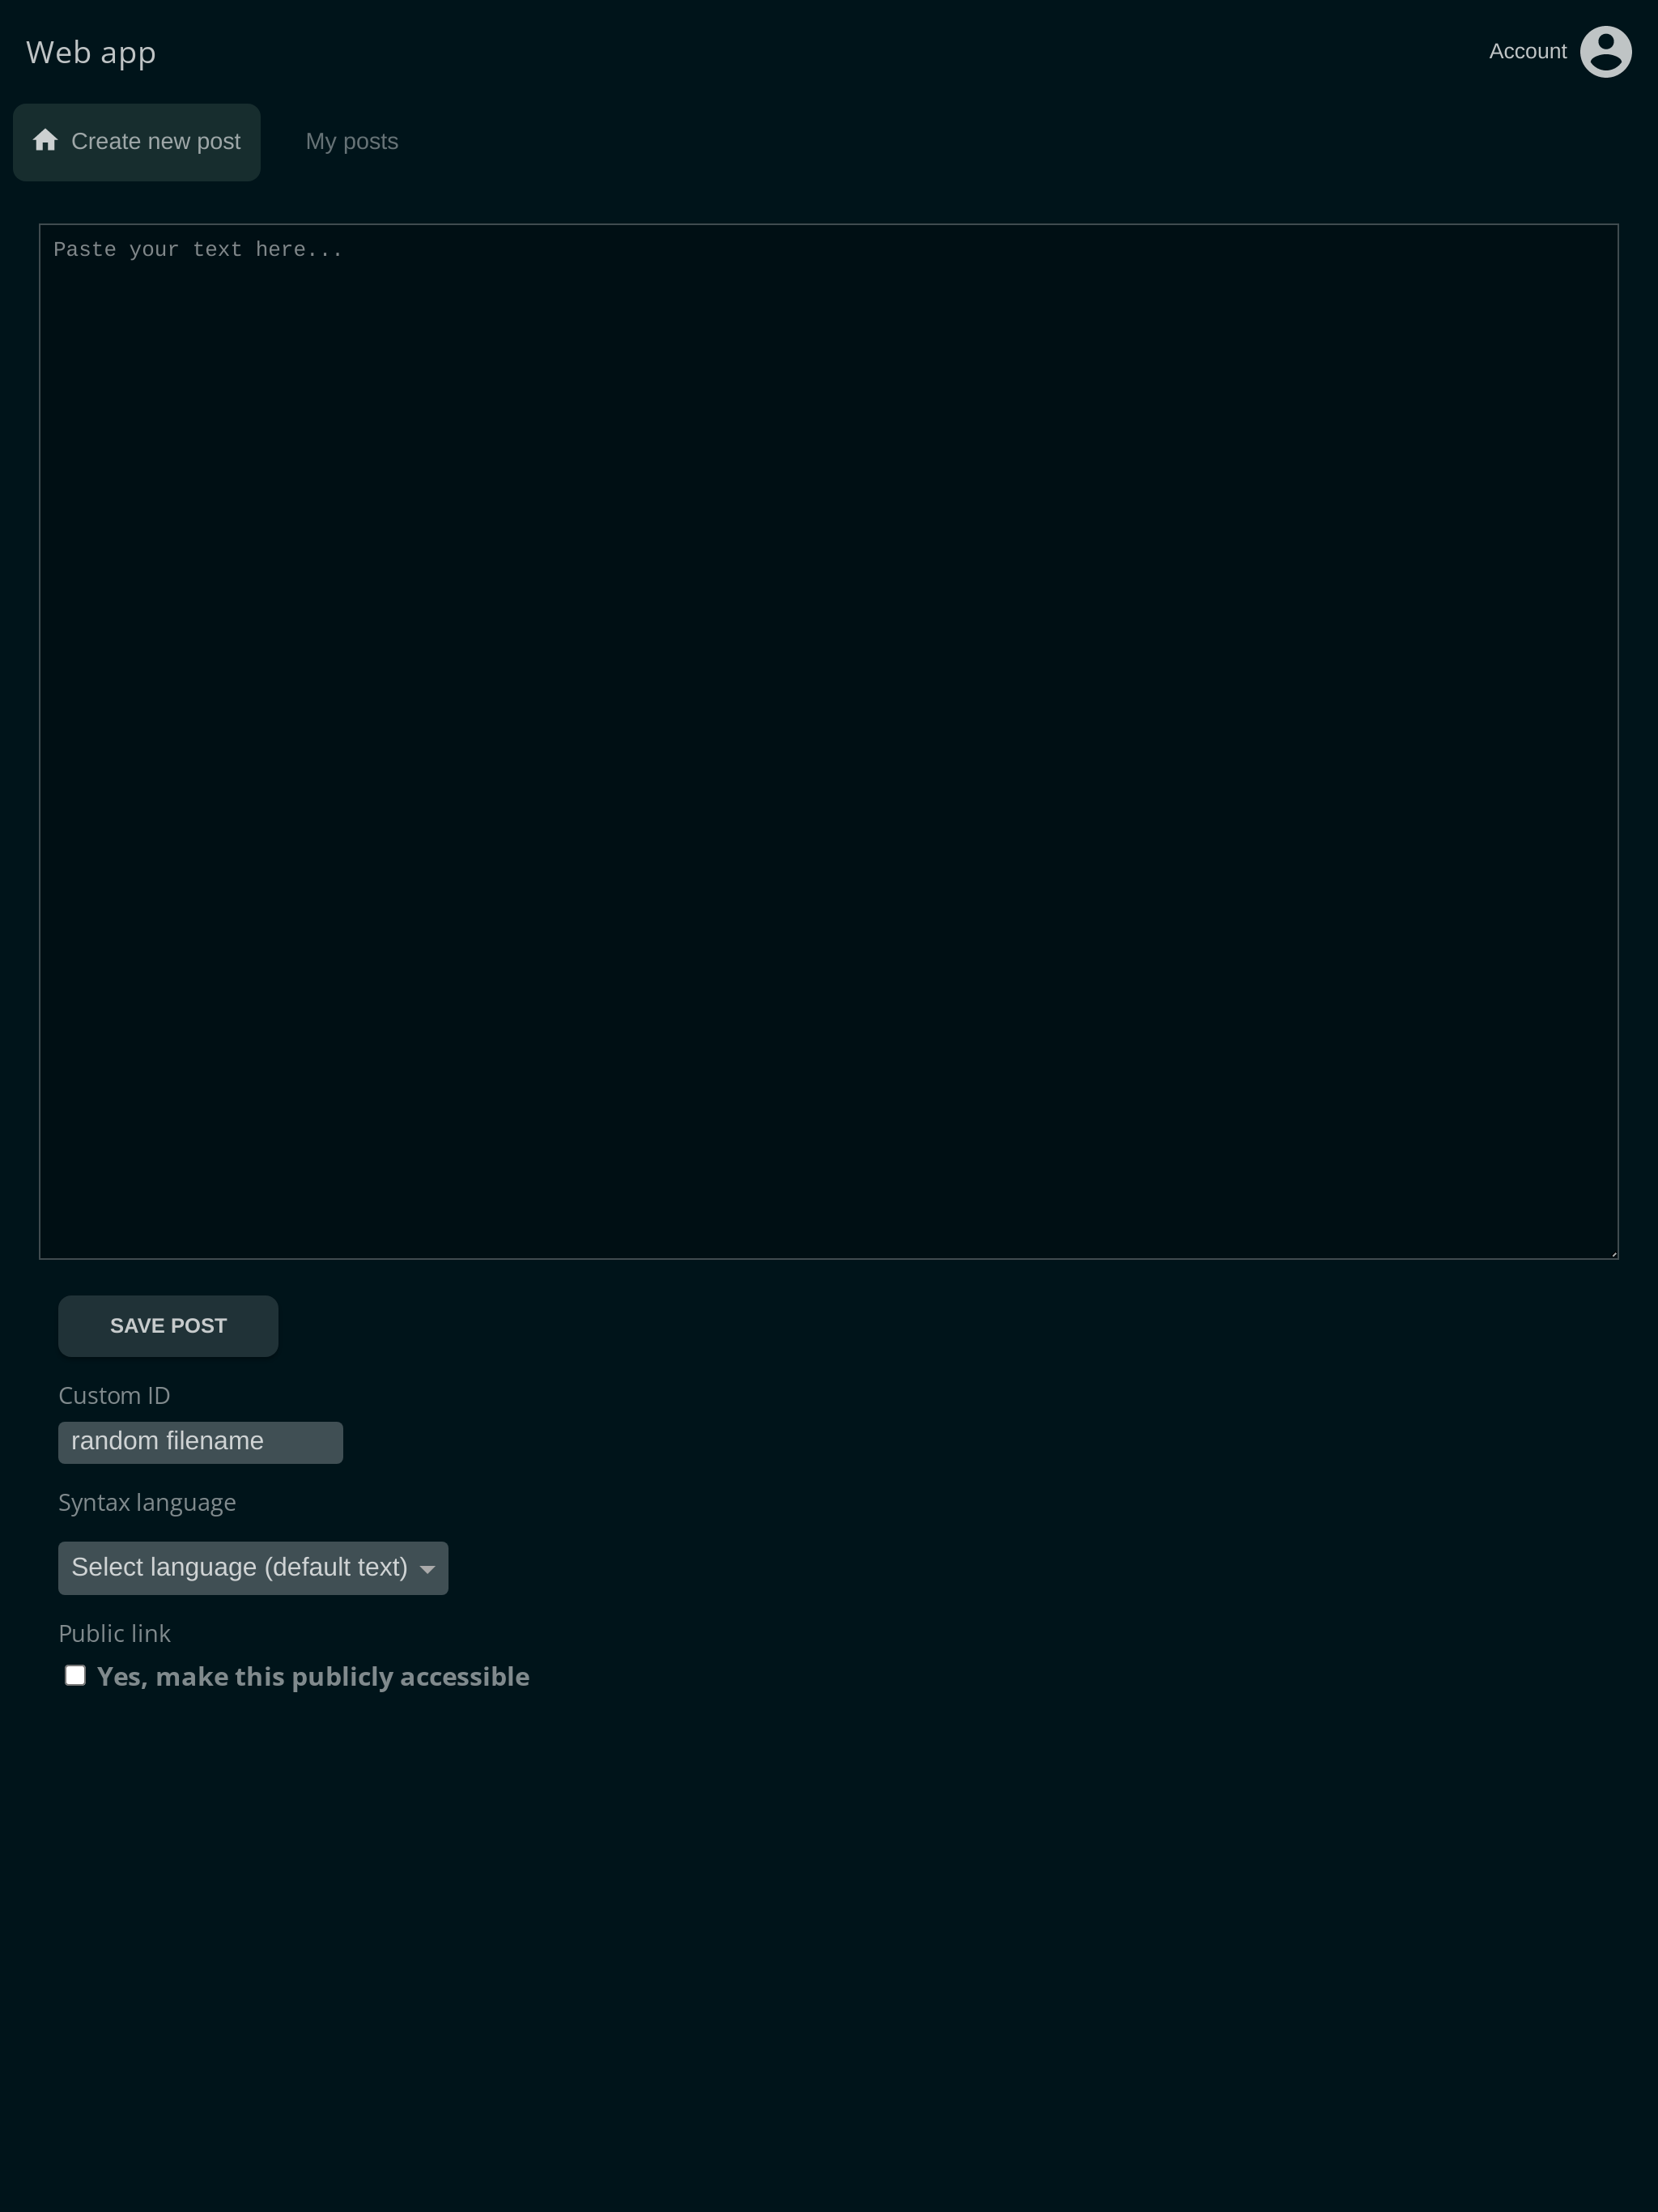 Web app
Account
Create new post
My posts
Paste your text here...
SAVE POST
Custom ID
random filename
Syntax language
Select language (default text)
Public link
Yes, make this publicly accessible